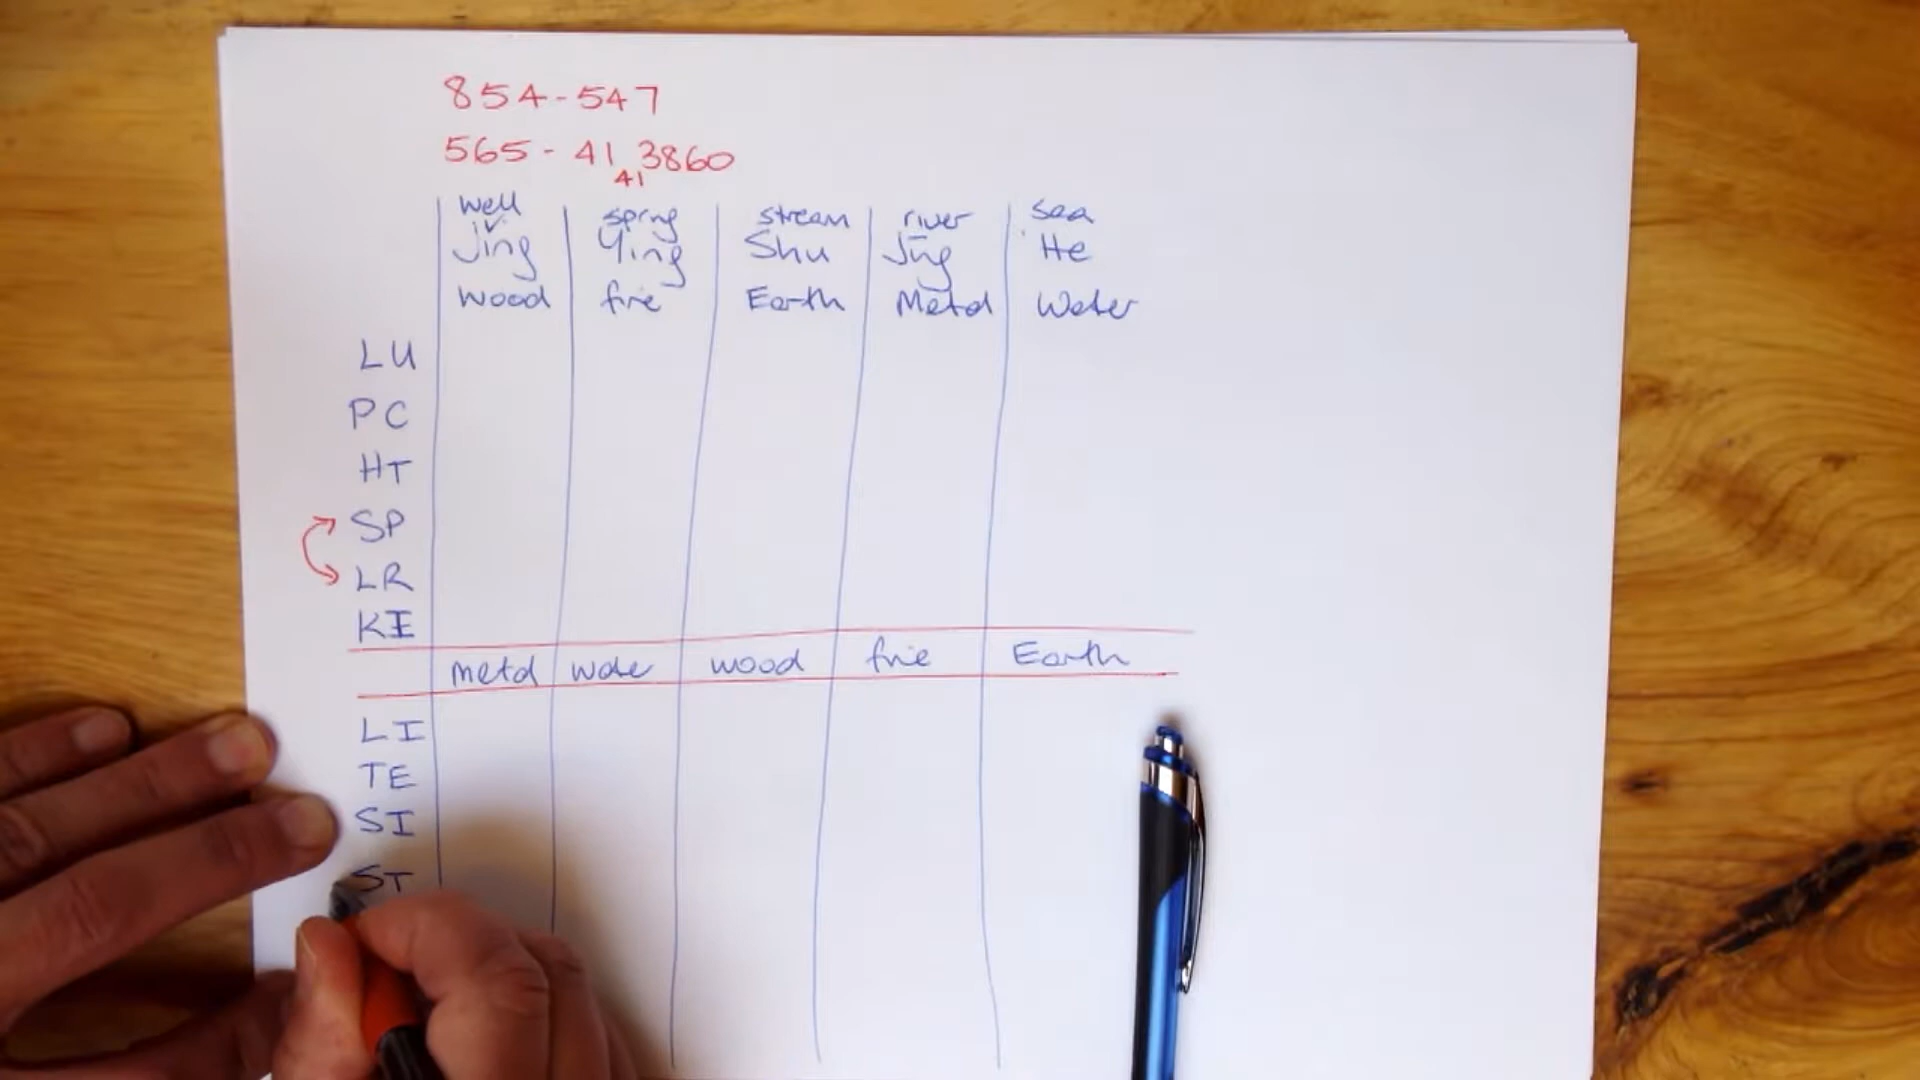 854-547
565-41 3860
41
well spring stream river sea
Jing Ying Shu Jing He
Wood fire Earth Metal Water
LU
PC
HT
SP
LR
KI
metal water wood fire Earth
LI
TE
SI
ST